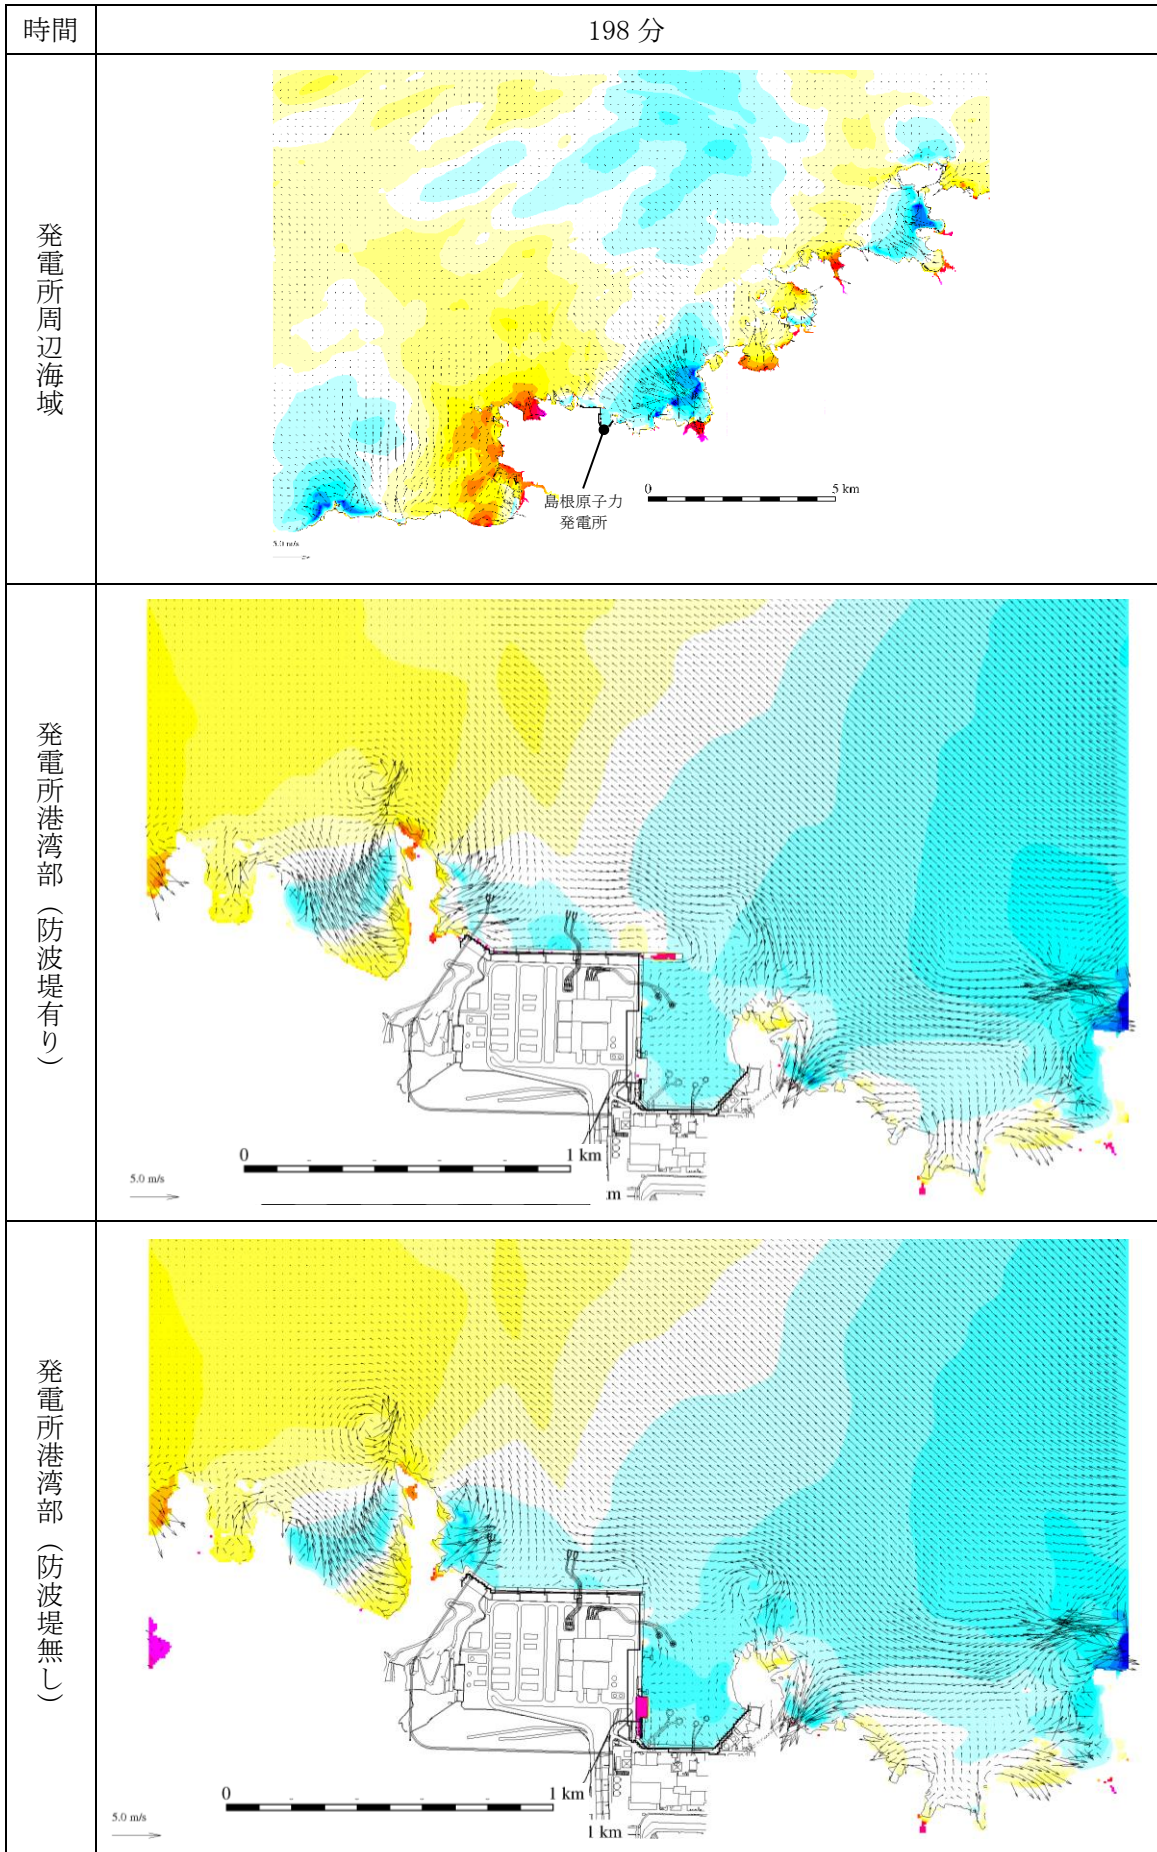 時間
198 分
発電所周辺海域
島根原子力
発電所
0 5 km
5.0 m/s
発電所港湾部（防波堤有り）
0 1 km
5.0 m/s
m
発電所港湾部（防波堤無し）
0 1 km
5.0 m/s
1 km